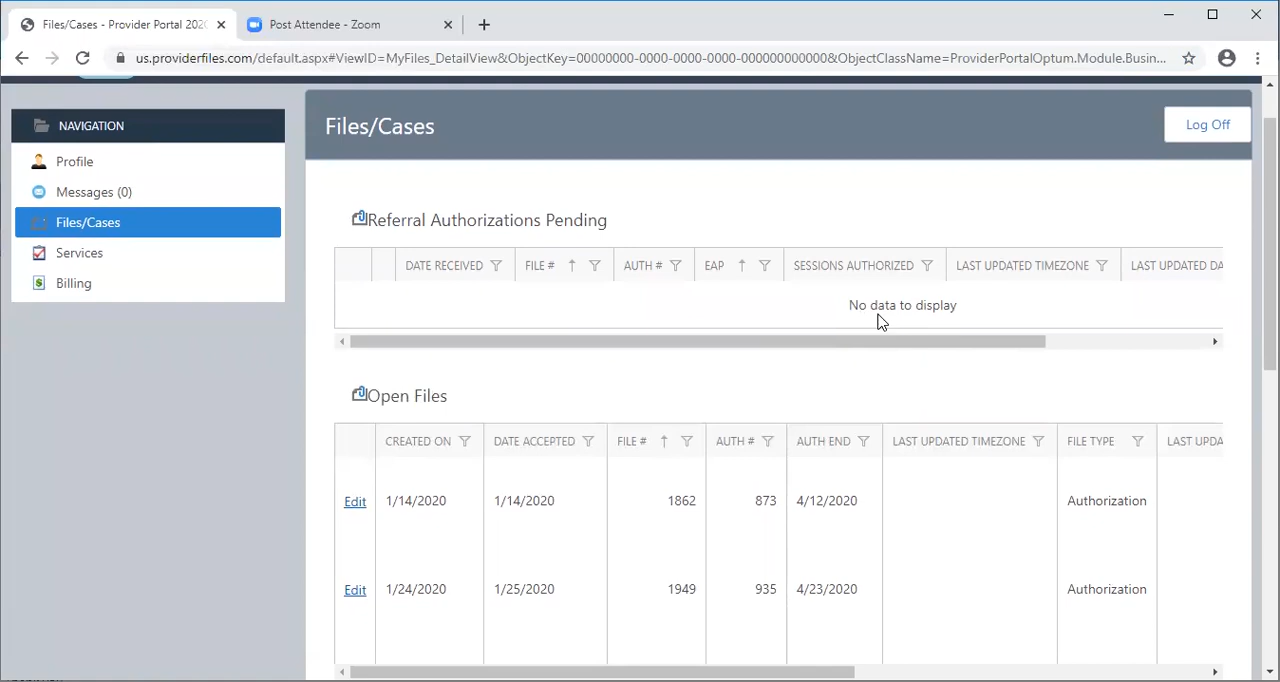 Files/Cases - Provider Portal 202
Post Attendee - Zoom
us.providerfiles.com/default.aspx#ViewID=MyFiles_DetailView&ObjectKey=00000000-0000-0000-0000-000000000000&ObjectClassName=ProviderPortalOptum.Module.Busin...
NAVIGATION
Profile
Messages (0)
Files/Cases
Services
Billing
Files/Cases
Log Off
Referral Authorizations Pending
DATE RECEIVED FILE # AUTH # EAP SESSIONS AUTHORIZED LAST UPDATED TIMEZONE LAST UPDATED DA
No data to display
Open Files
CREATED ON DATE ACCEPTED FILE # AUTH # AUTH END LAST UPDATED TIMEZONE FILE TYPE LAST UPDA
Edit 1/14/2020 1/14/2020 1862 873 4/12/2020 Authorization
Edit 1/24/2020 1/25/2020 1949 935 4/23/2020 Authorization